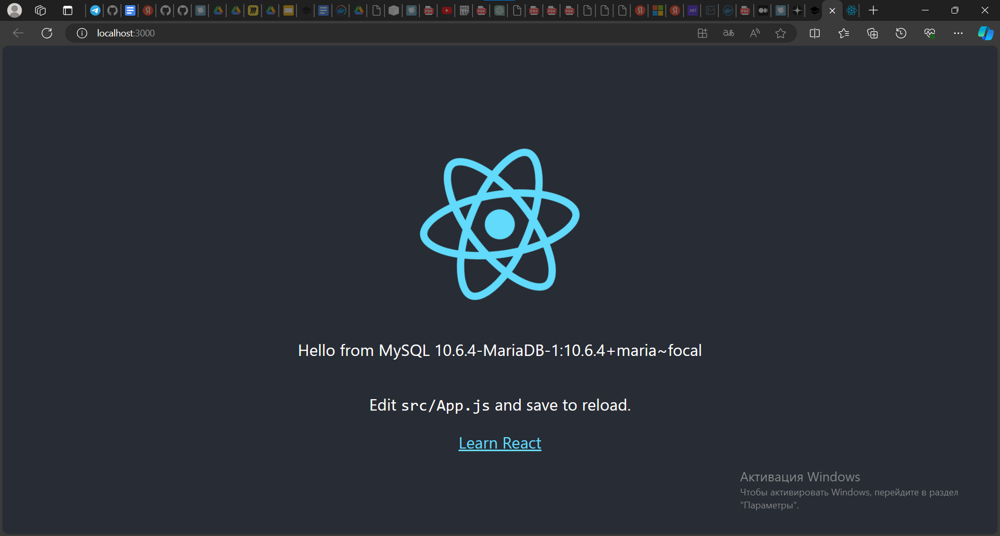 localhost:3000
Hello from MySQL 10.6.4-MariaDB-1:10.6.4+maria~focal
Edit src/App.js and save to reload.
Learn React
Активация Windows
Чтобы активировать Windows, перейдите в раздел
"Параметры".